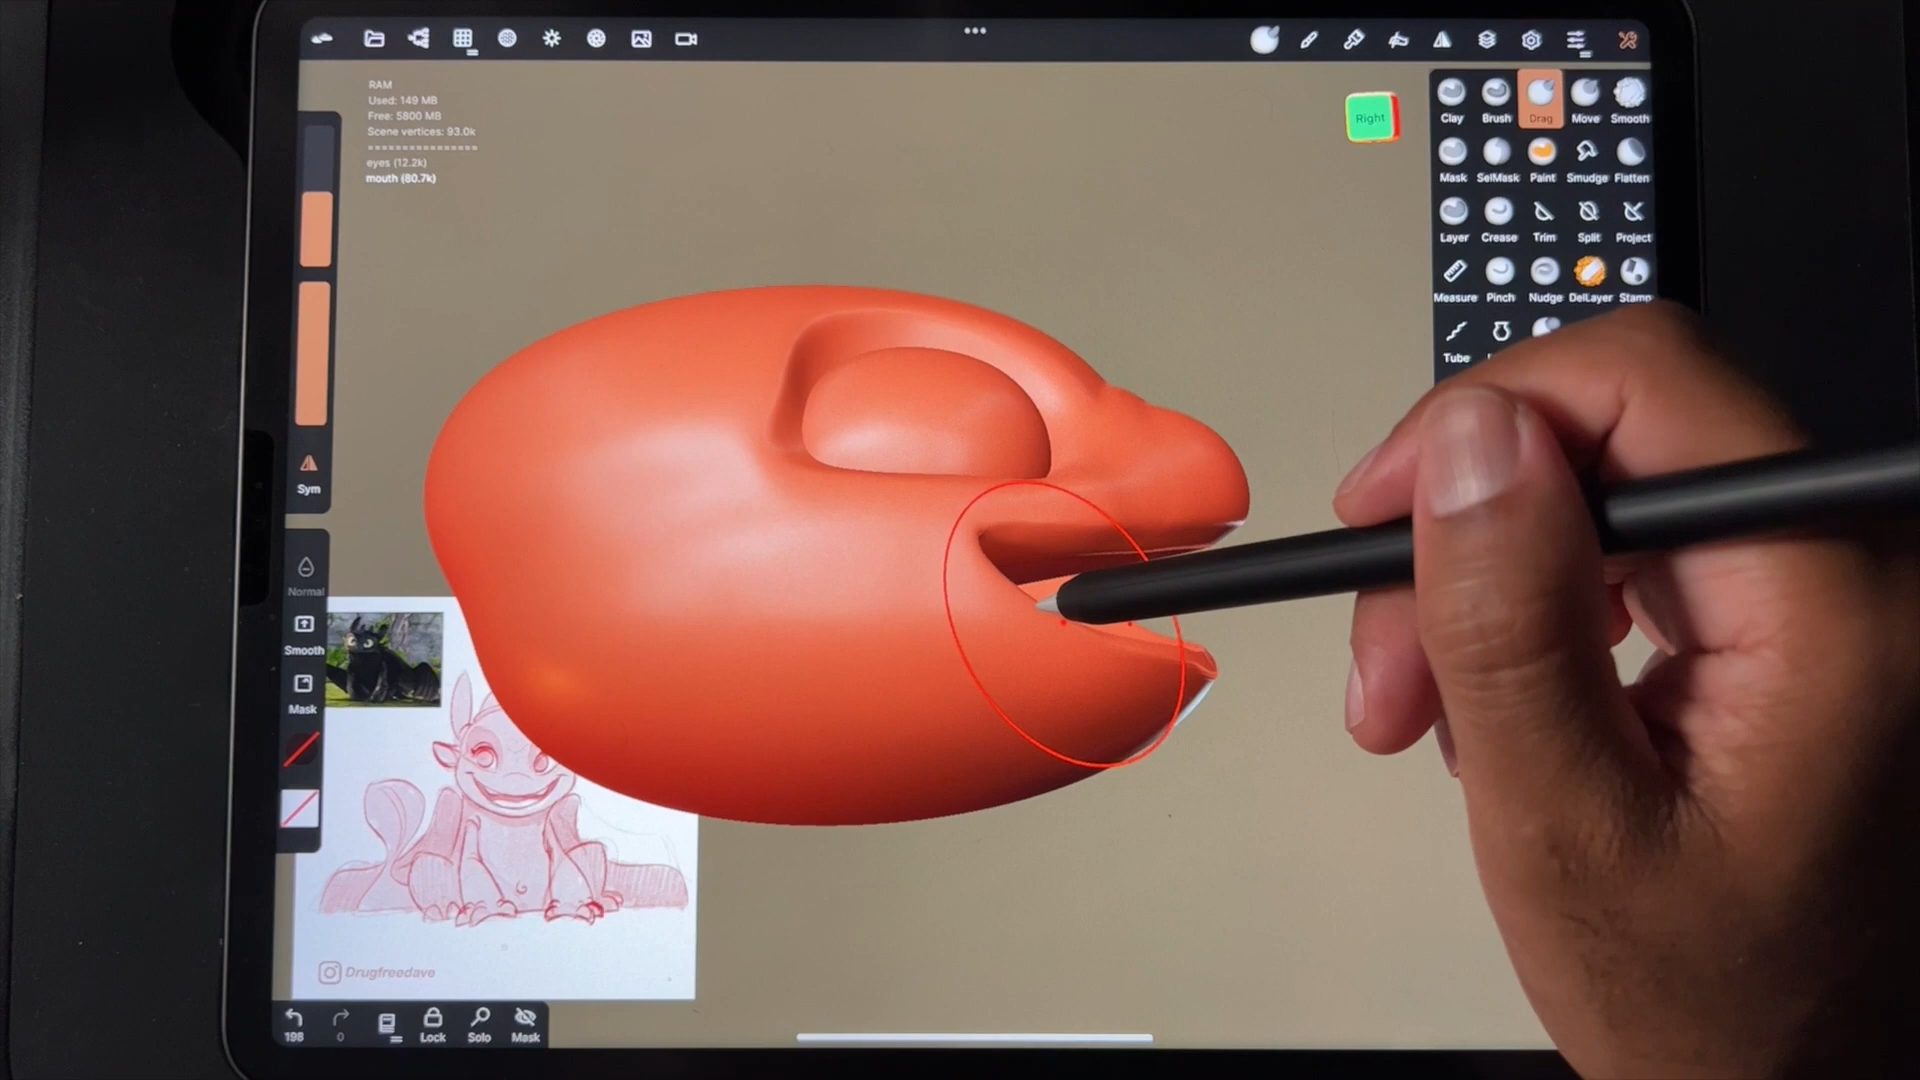 RAM
Used: 149 MB
Free: 5800 MB
Scene vertices: 93.0k
================
eyes (12.2k)
mouth (80.7k)
Right
Clay Brush Drag Move Smooth
Mask SelMask Paint Smudge Flatten
Layer Crease Trim Split Project
Measure Pinch Nudge DelLayer Stamp
Tube
Sym
Normal
Smooth
Mask
Drugfreedave
198 0 Lock Solo Mask